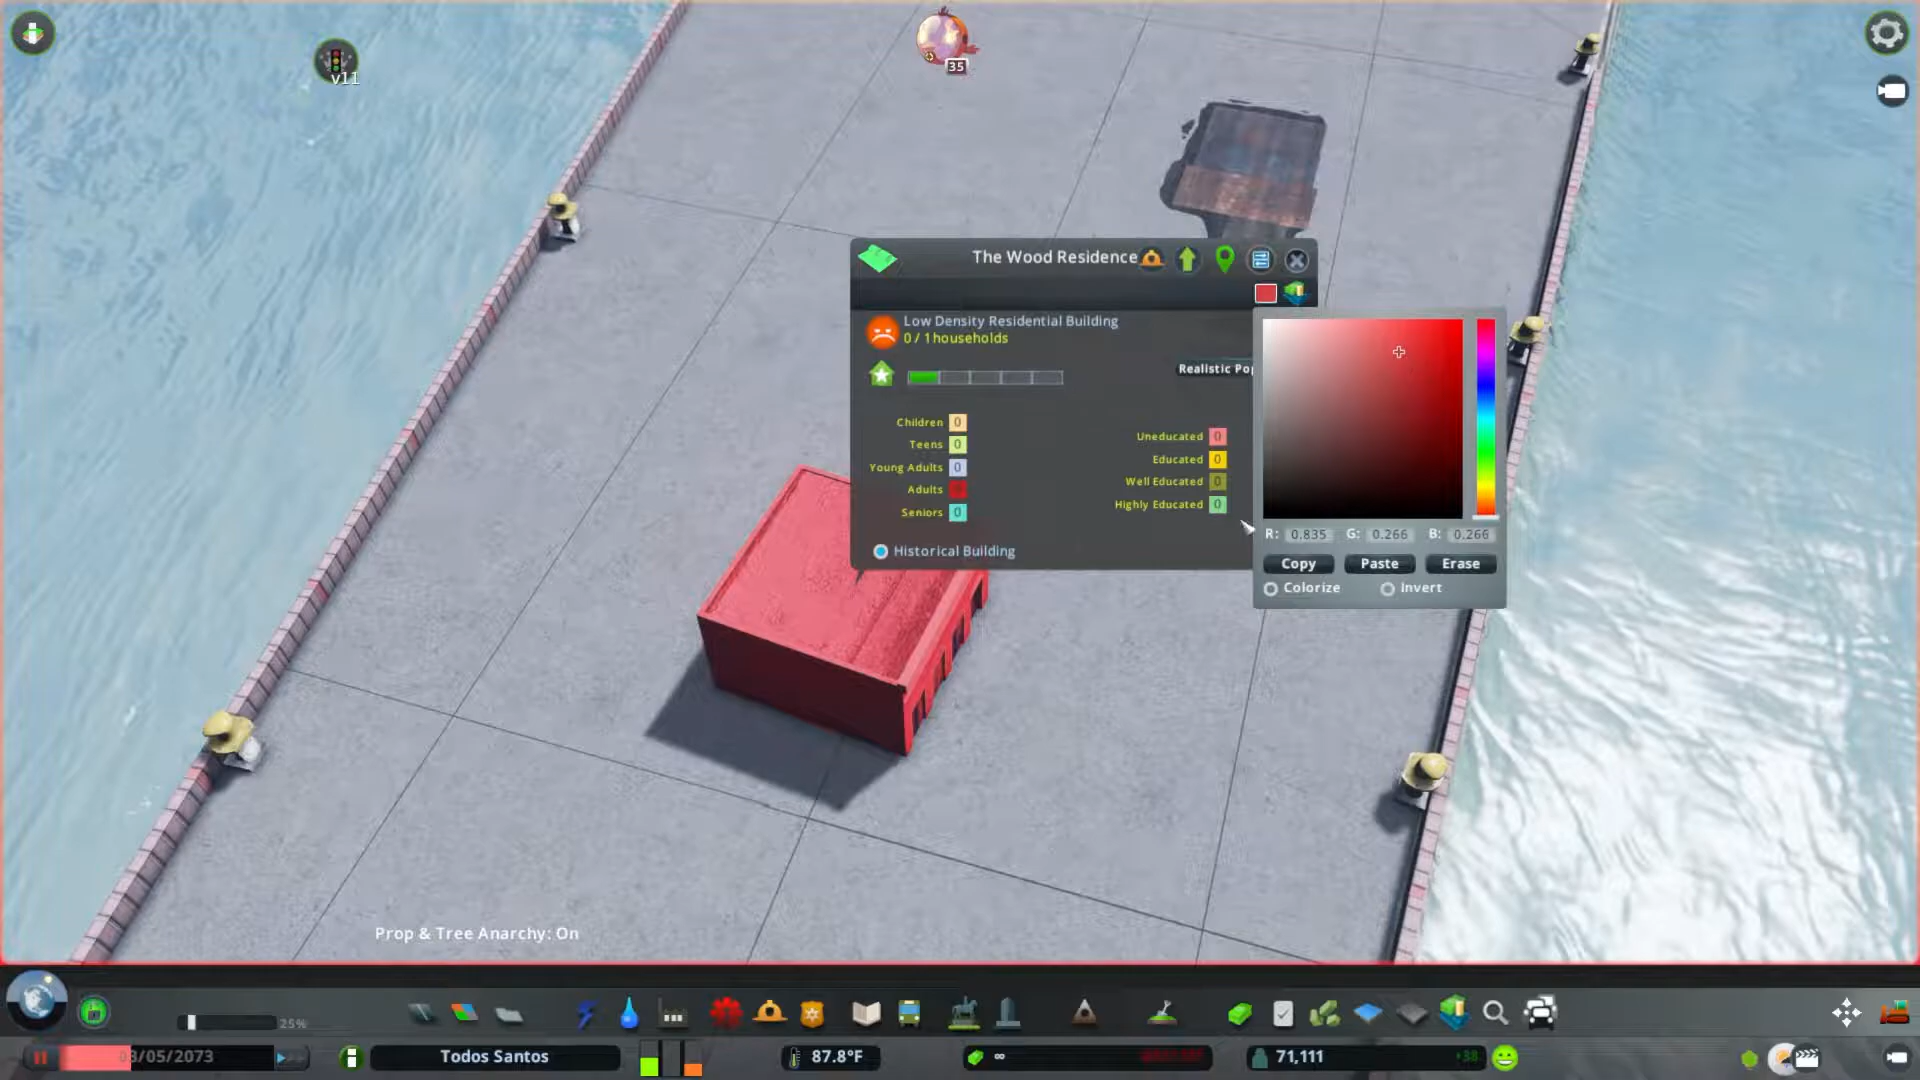 v11
35
The Wood Residence
Low Density Residential Building
0 / 1 households
Realistic Pop
Children 0
Teens 0
Young Adults 0
Adults
Seniors 0
Uneducated 0
Educated 0
Well Educated 0
Highly Educated 0
Historical Building
R: 0.835 G: 0.266 B: 0.266
Copy Paste Erase
Colorize Invert
Prop & Tree Anarchy: On
25%
03/05/2073
Todos Santos
87.8°F
∞
71,111
+38